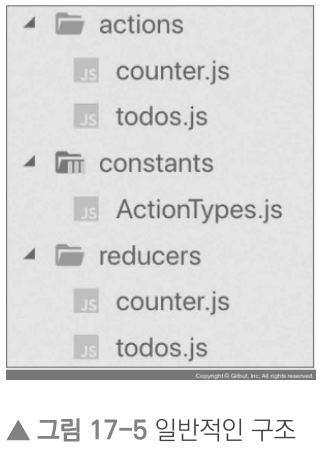 actions
JS counter.js
JS todos.js
constants
JS ActionTypes.js
reducers
JS counter.js
JS todos.js
Copyright © Gilbut, Inc. All rights reserved.
▲ 그림 17-5 일반적인 구조